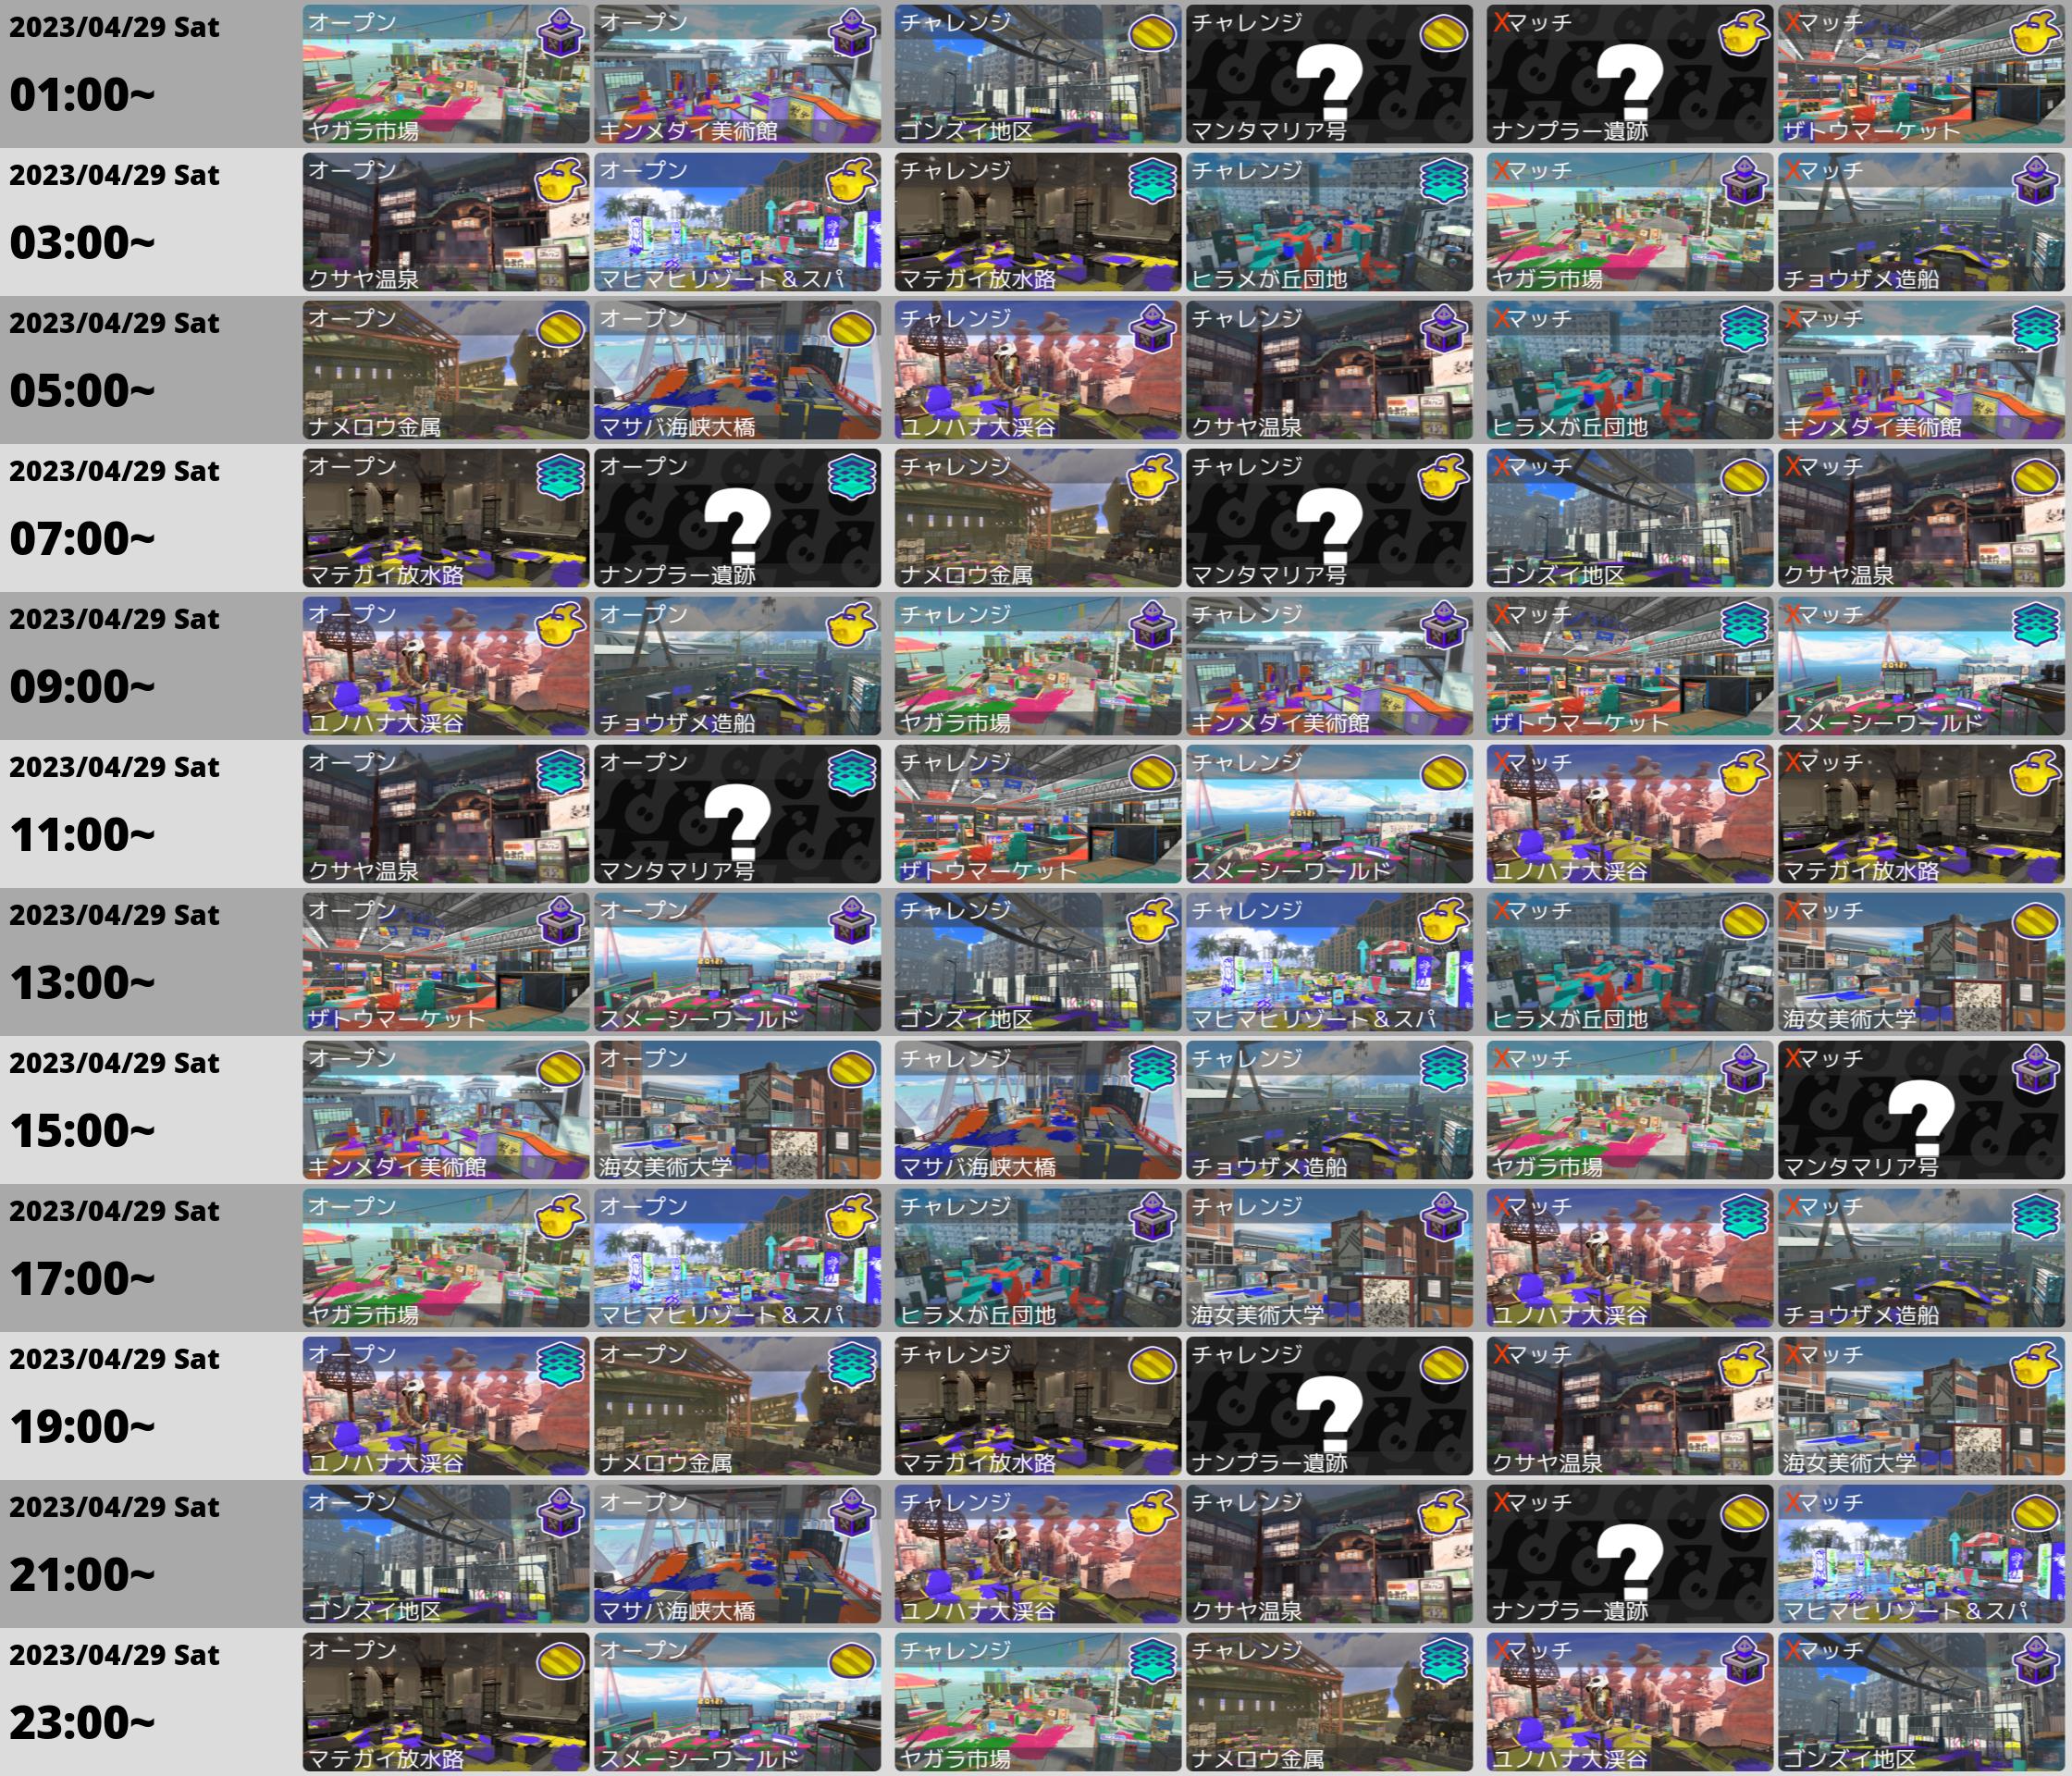 2023/04/29 Sat
01:00~
オープン オープン チャレンジ チャレンジ Xマッチ Xマッチ
ヤガラ市場 キンメダイ美術館 ゴンズイ地区 マンタマリア号 ナンプラー遺跡 ザトウマーケット
2023/04/29 Sat
03:00~
オープン オープン チャレンジ チャレンジ Xマッチ Xマッチ
クサヤ温泉 マヒマヒリゾート＆スパ マテガイ放水路 ヒラメが丘団地 ヤガラ市場 チョウザメ造船
2023/04/29 Sat
05:00~
オープン オープン チャレンジ チャレンジ Xマッチ Xマッチ
ナメロウ金属 マサバ海峡大橋 ユノハナ大渓谷 クサヤ温泉 ヒラメが丘団地 キンメダイ美術館
2023/04/29 Sat
07:00~
オープン オープン チャレンジ チャレンジ Xマッチ Xマッチ
マテガイ放水路 ナンプラー遺跡 ナメロウ金属 マンタマリア号 ゴンズイ地区 クサヤ温泉
2023/04/29 Sat
09:00~
オープン オープン チャレンジ チャレンジ Xマッチ Xマッチ
ユノハナ大渓谷 チョウザメ造船 ヤガラ市場 キンメダイ美術館 ザトウマーケット スメーシーワールド
2023/04/29 Sat
11:00~
オープン オープン チャレンジ チャレンジ Xマッチ Xマッチ
クサヤ温泉 マンタマリア号 ザトウマーケット スメーシーワールド ユノハナ大渓谷 マテガイ放水路
2023/04/29 Sat
13:00~
オープン オープン チャレンジ チャレンジ Xマッチ Xマッチ
ザトウマーケット スメーシーワールド ゴンズイ地区 マヒマヒリゾート＆スパ ヒラメが丘団地 海女美術大学
2023/04/29 Sat
15:00~
オープン オープン チャレンジ チャレンジ Xマッチ Xマッチ
キンメダイ美術館 海女美術大学 マサバ海峡大橋 チョウザメ造船 ヤガラ市場 マンタマリア号
2023/04/29 Sat
17:00~
オープン オープン チャレンジ チャレンジ Xマッチ Xマッチ
ヤガラ市場 マヒマヒリゾート＆スパ ヒラメが丘団地 海女美術大学 ユノハナ大渓谷 チョウザメ造船
2023/04/29 Sat
19:00~
オープン オープン チャレンジ チャレンジ Xマッチ Xマッチ
ユノハナ大渓谷 ナメロウ金属 マテガイ放水路 ナンプラー遺跡 クサヤ温泉 海女美術大学
2023/04/29 Sat
21:00~
オープン オープン チャレンジ チャレンジ Xマッチ Xマッチ
ゴンズイ地区 マサバ海峡大橋 ユノハナ大渓谷 クサヤ温泉 ナンプラー遺跡 マヒマヒリゾート＆スパ
2023/04/29 Sat
23:00~
オープン オープン チャレンジ チャレンジ Xマッチ Xマッチ
マテガイ放水路 スメーシーワールド ヤガラ市場 ナメロウ金属 ユノハナ大渓谷 ゴンズイ地区